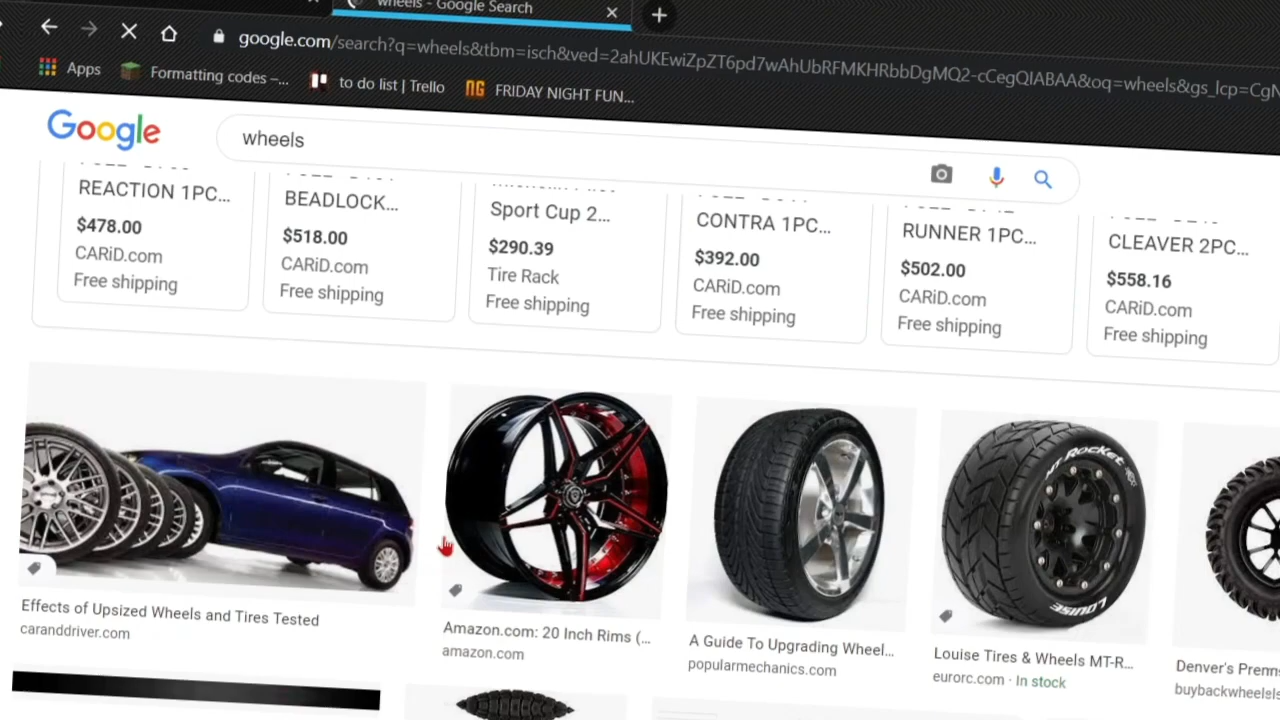 wheels - Google Search
google.com/search?q=wheels&tbm=isch&ved=2ahUKEwiZpZT6pd7wAhUbRFMKHRbbDgMQ2-cCegQIABAA&oq=wheels&gs_lcp=CgN
Apps
Formatting codes –...
to do list | Trello
NG
FRIDAY NIGHT FUN...
Google
wheels
REACTION 1PC...
$478.00
CARiD.com
Free shipping
BEADLOCK...
$518.00
CARiD.com
Free shipping
Sport Cup 2...
$290.39
Tire Rack
Free shipping
CONTRA 1PC...
$392.00
CARiD.com
Free shipping
RUNNER 1PC...
$502.00
CARiD.com
Free shipping
CLEAVER 2PC...
$558.16
CARiD.com
Free shipping
Effects of Upsized Wheels and Tires Tested
caranddriver.com
Amazon.com: 20 Inch Rims (...
amazon.com
A Guide To Upgrading Wheel...
popularmechanics.com
MT-ROCKET
LOUISE
Louise Tires & Wheels MT-R...
eurorc.com · In stock
Denver's Prem
buybackwheels